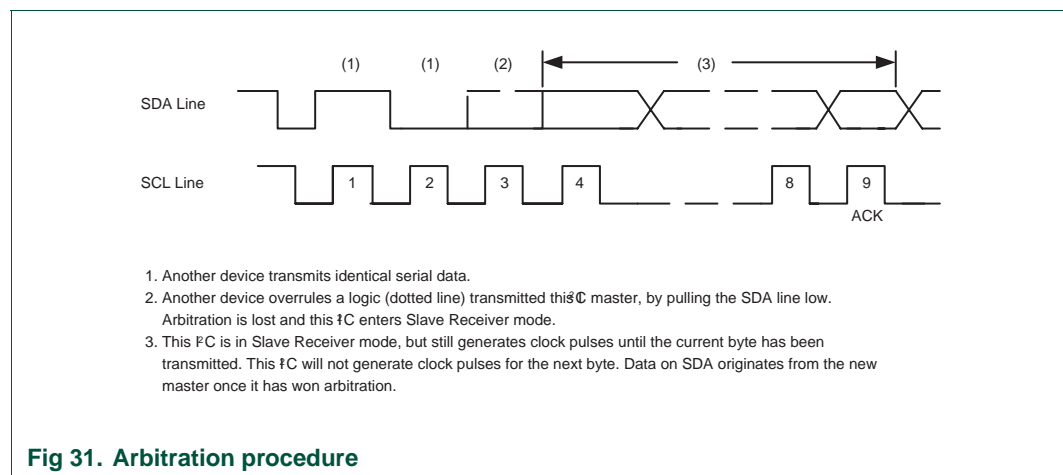 (1) (1) (2) (3)
SDA Line
SCL Line
1 2 3 4 8 9
ACK
1. Another device transmits identical serial data.
2. Another device overrules a logic (dotted line) transmitted this I2C master, by pulling the SDA line low.
Arbitration is lost and this I2C enters Slave Receiver mode.
3. This I2C is in Slave Receiver mode, but still generates clock pulses until the current byte has been
transmitted. This I2C will not generate clock pulses for the next byte. Data on SDA originates from the new
master once it has won arbitration.
Fig 31. Arbitration procedure